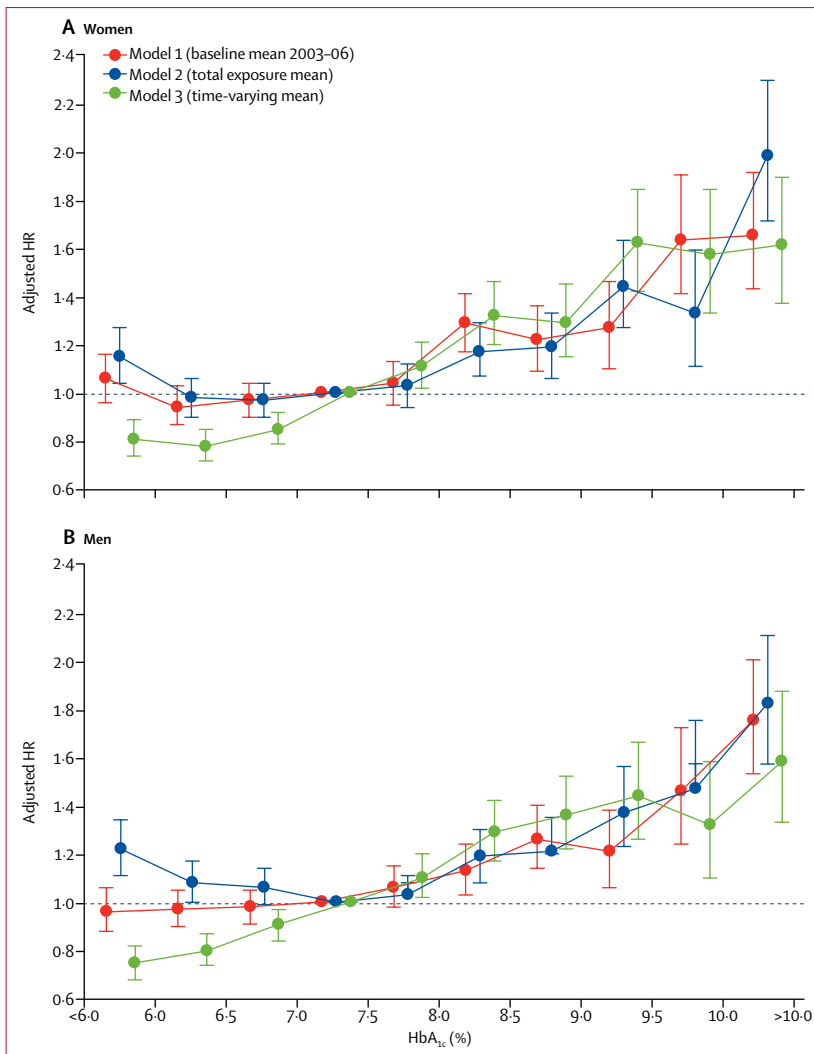 A Women
2·4
Model 1 (baseline mean 2003–06)
Model 2 (total exposure mean)
Model 3 (time-varying mean)
2·2
2·0
1·8
1·6
1·4
1·2
1·0
0·8
0·6
Adjusted HR
B Men
2·4
2·2
2·0
1·8
1·6
1·4
1·2
1·0
0·8
0·6
Adjusted HR
<6·0 6·0 6·5 7·0 7·5 8·0 8·5 9·0 9·5 10·0 >10·0
HbA1c (%)